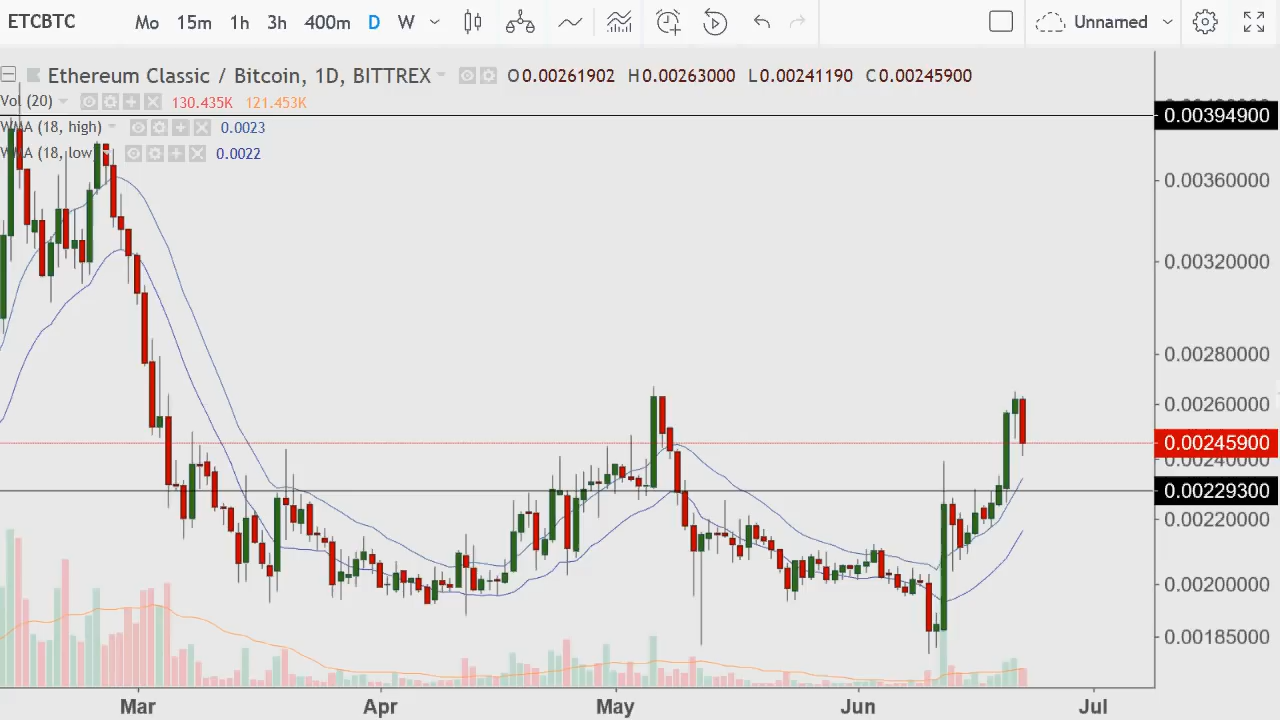 ETCBTC Mo 15m 1h 3h 400m D W Unnamed
Ethereum Classic / Bitcoin, 1D, BITTREX O0.00261902 H0.00263000 L0.00241190 C0.00245900
Vol (20) 130.435K 121.453K
WMA (18, high) 0.0023
WMA (18, low 0.0022
0.00394900
0.00360000
0.00320000
0.00280000
0.00260000
0.00245900
0.00240000
0.00229300
0.00220000
0.00200000
0.00185000
Mar Apr May Jun Jul